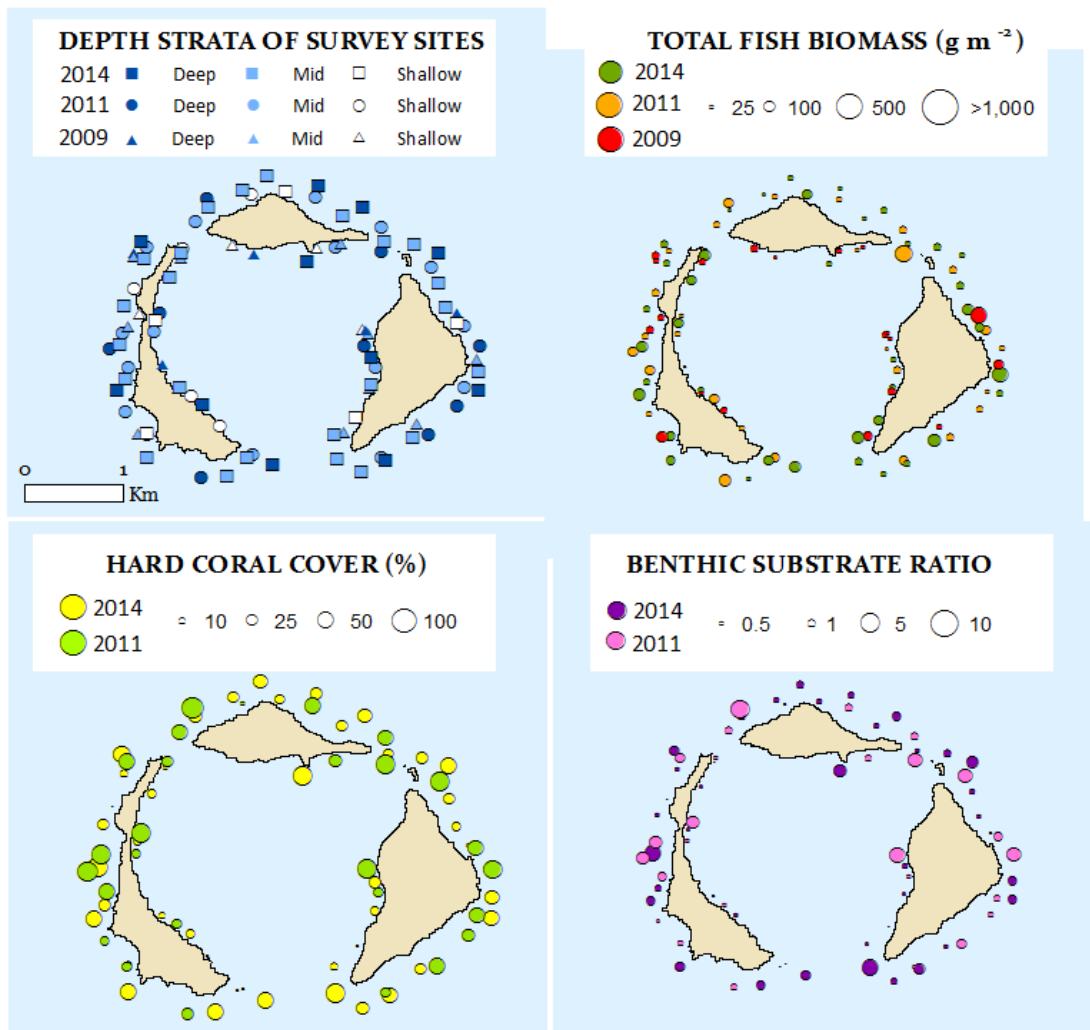 DEPTH STRATA OF SURVEY SITES
2014 Deep Mid Shallow
2011 Deep Mid Shallow
2009 Deep Mid Shallow
0 1
Km
TOTAL FISH BIOMASS (g m ⁻²)
2014
2011 25 100 500 >1,000
2009
HARD CORAL COVER (%)
2014 10 25 50 100
2011
BENTHIC SUBSTRATE RATIO
2014 0.5 1 5 10
2011